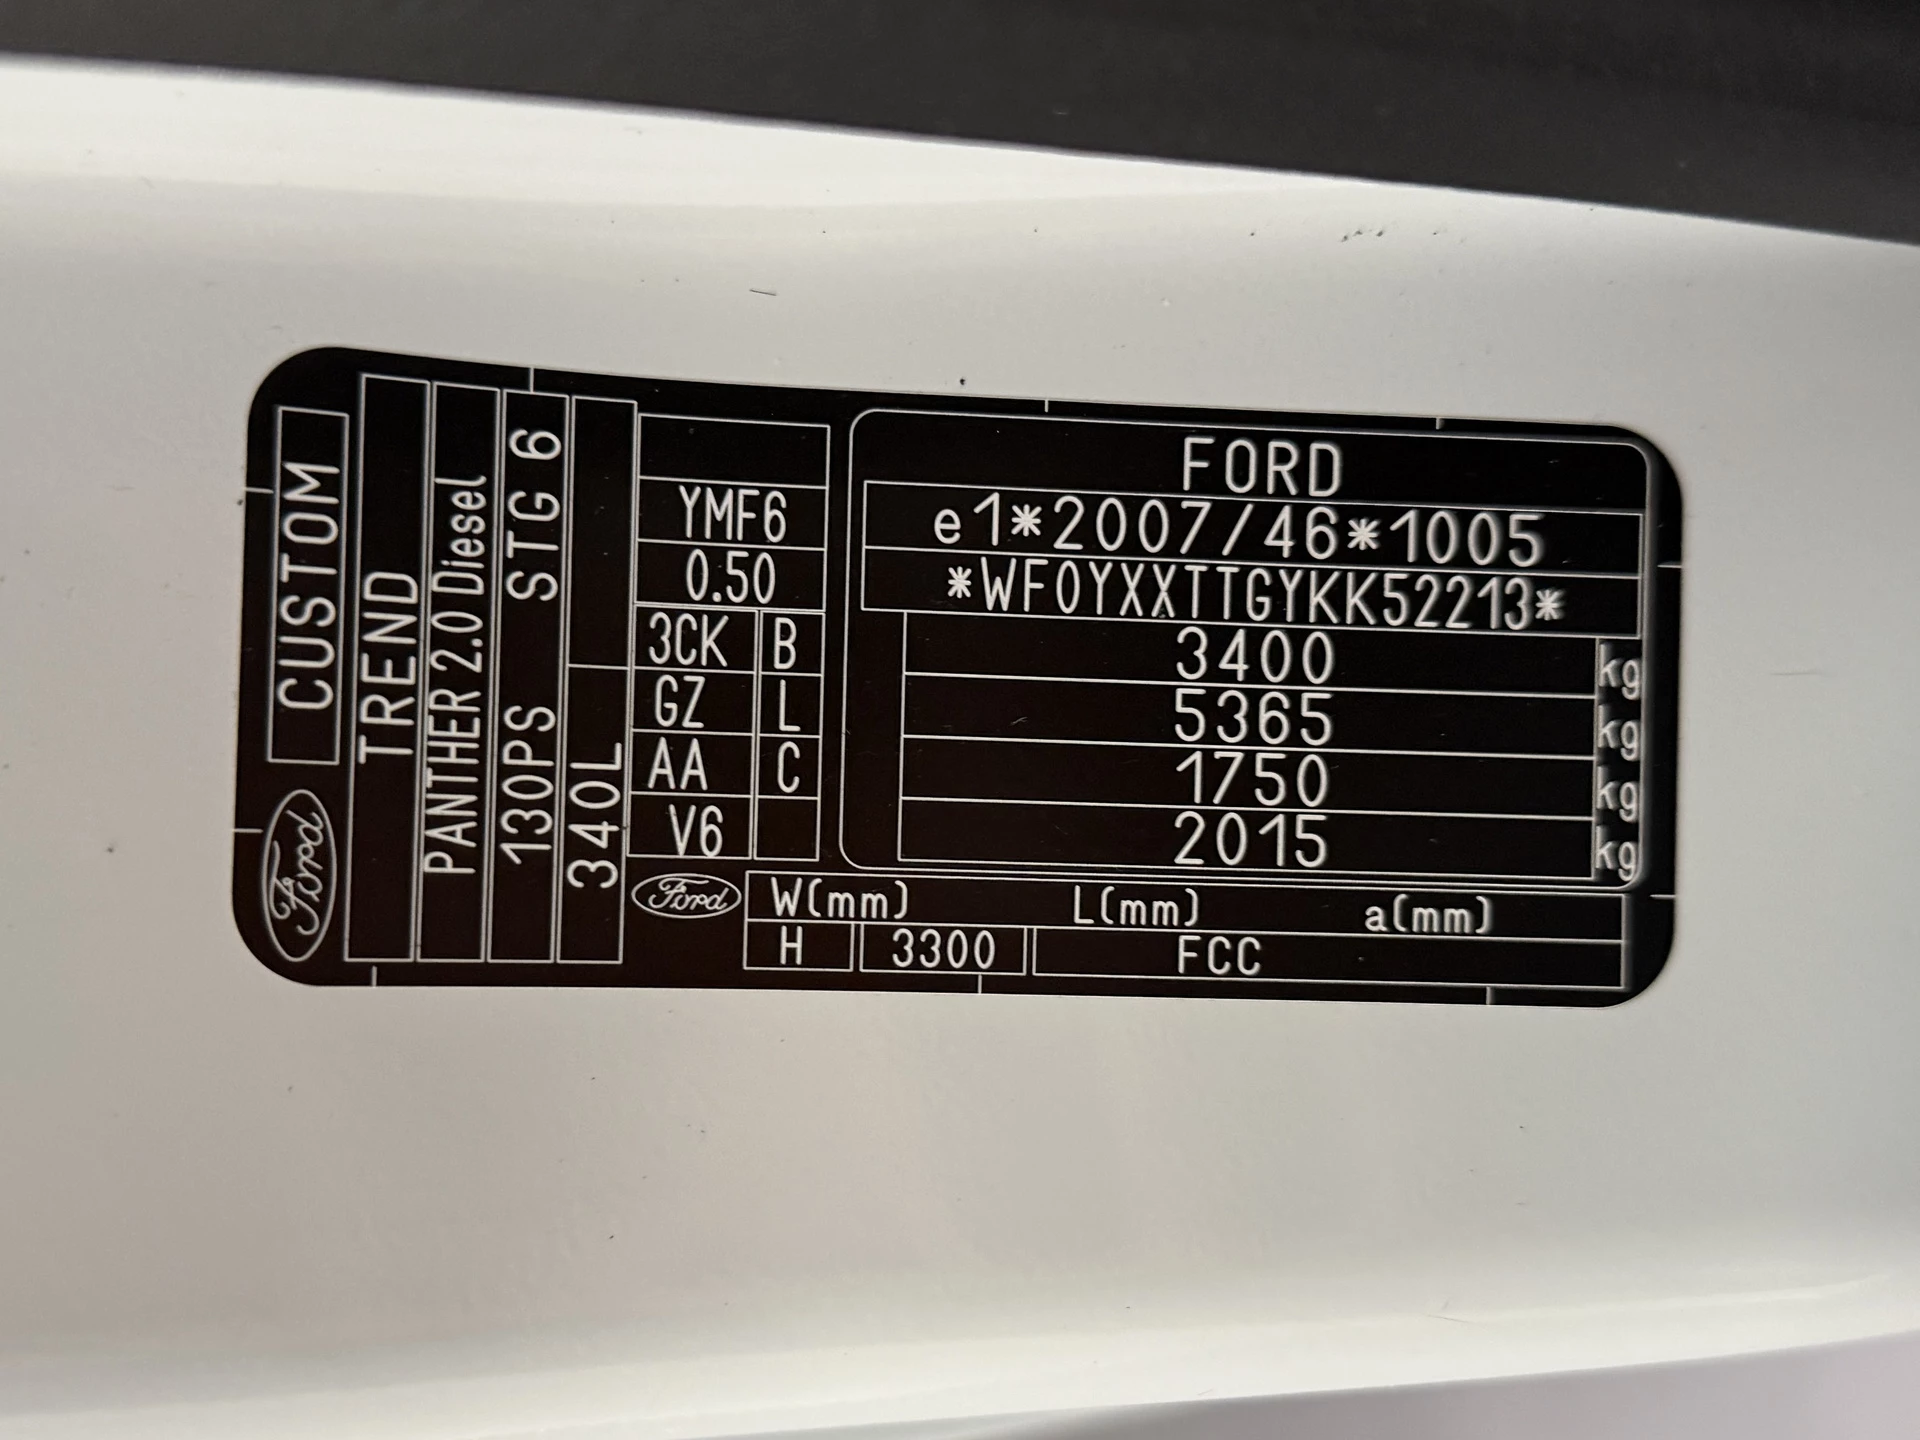 FORD
e1*2007/46*1005
*WF0YXXTTGYKK52213*
3400 kg
5365 kg
1750 kg
2015 kg
YMF6
0.50
3CK B
GZ L
AA C
V6
Ford
W(mm) L(mm) a(mm)
H 3300 FCC
Ford CUSTOM
TREND
PANTHER 2.0 Diesel
130PS STG 6
340L